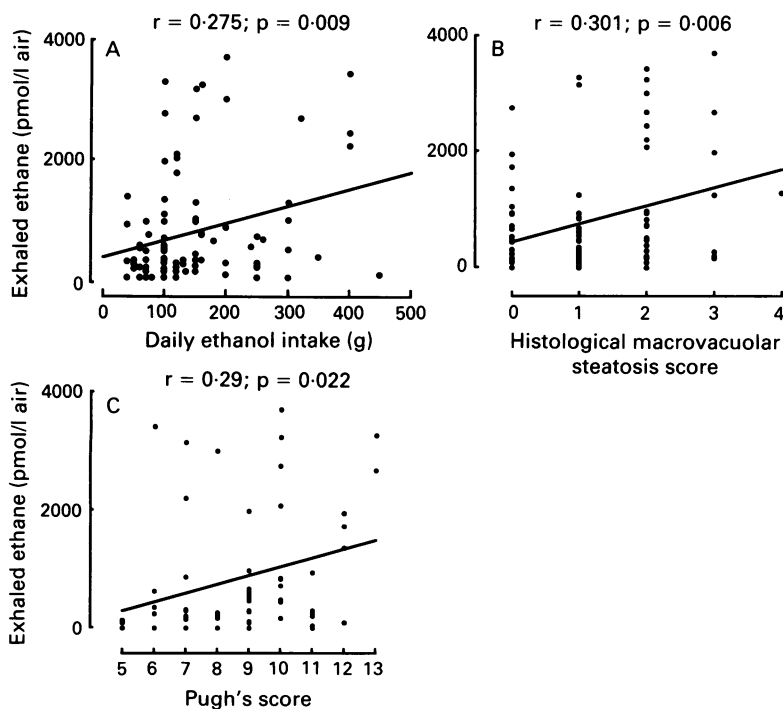 r = 0·275; p = 0·009
A
Exhaled ethane (pmol/l air)
4000
2000
0
0 100 200 300 400 500
Daily ethanol intake (g)
r = 0·301; p = 0·006
B
4000
2000
0
0 1 2 3 4
Histological macrovacuolar
steatosis score
r = 0·29; p = 0·022
C
Exhaled ethane (pmol/l air)
4000
2000
0
5 6 7 8 9 10 11 12 13
Pugh's score